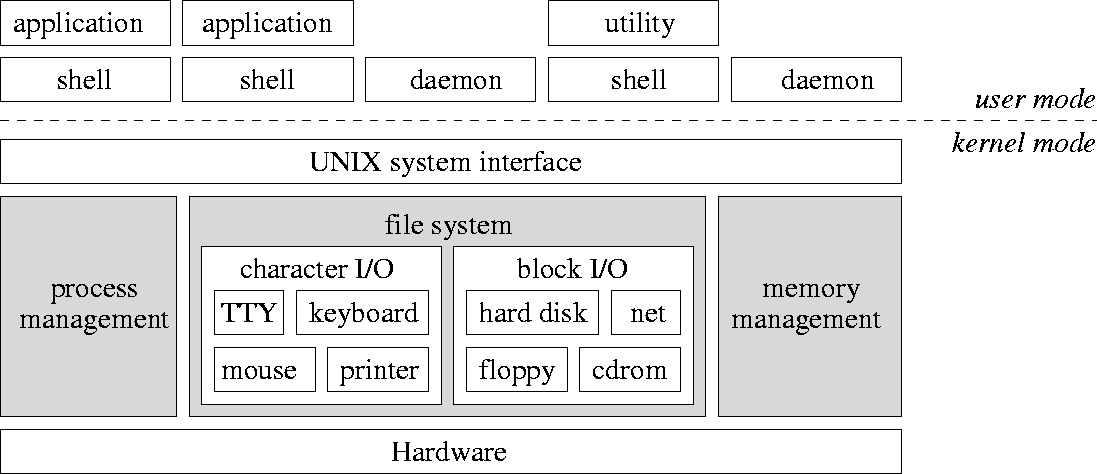 application application utility
shell shell daemon shell daemon
user mode
kernel mode
UNIX system interface
file system
character I/O block I/O
process
management
TTY keyboard hard disk net
memory
management
mouse printer floppy cdrom
Hardware